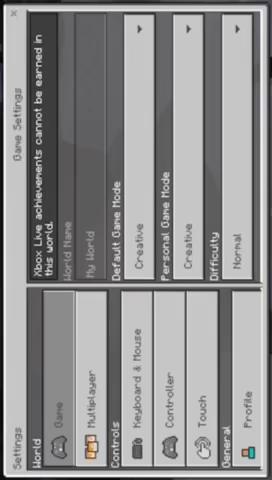 Settings
World
Game
Multiplayer
Controls
Keyboard & Mouse
Controller
Touch
General
Profile
Game Settings
Xbox Live achievements cannot be earned in
this world.
World Name
My World
Default Game Mode
Creative
Personal Game Mode
Creative
Difficulty
Normal